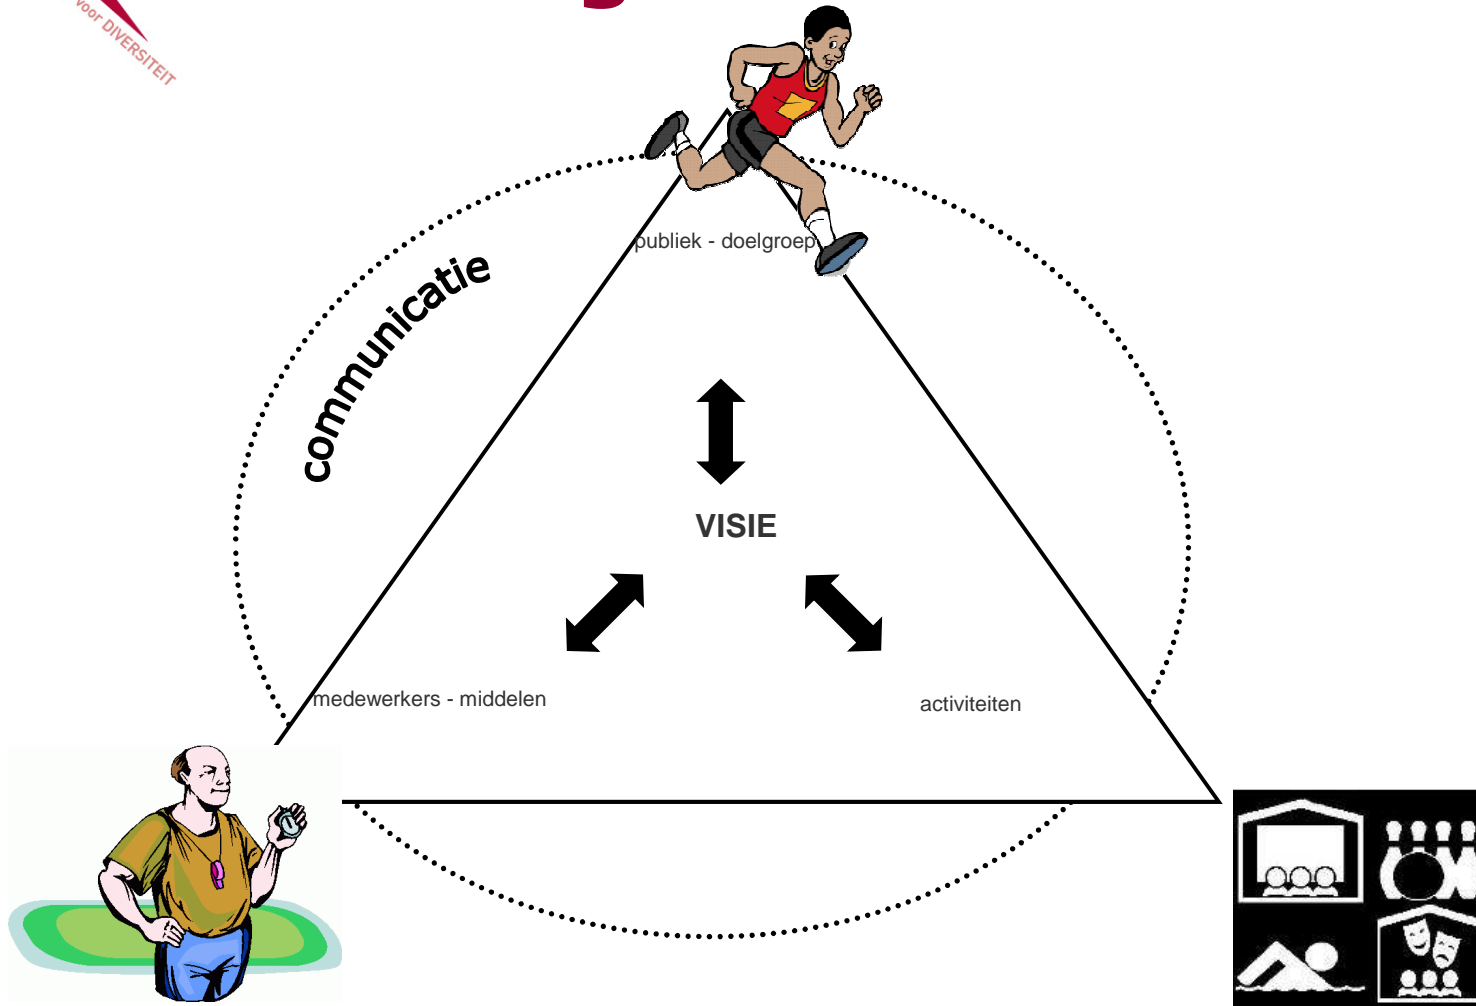 voor DIVERSITEIT
publiek - doelgroep
communicatie
VISIE
medewerkers - middelen
activiteiten